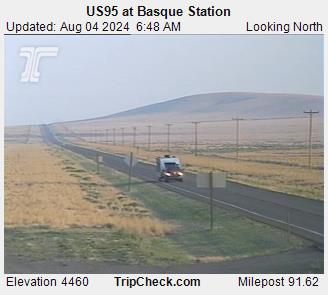 US95 at Basque Station
Updated: Aug 04 2024 6:48 AM Looking North
Elevation 4460 TripCheck.com Milepost 91.62